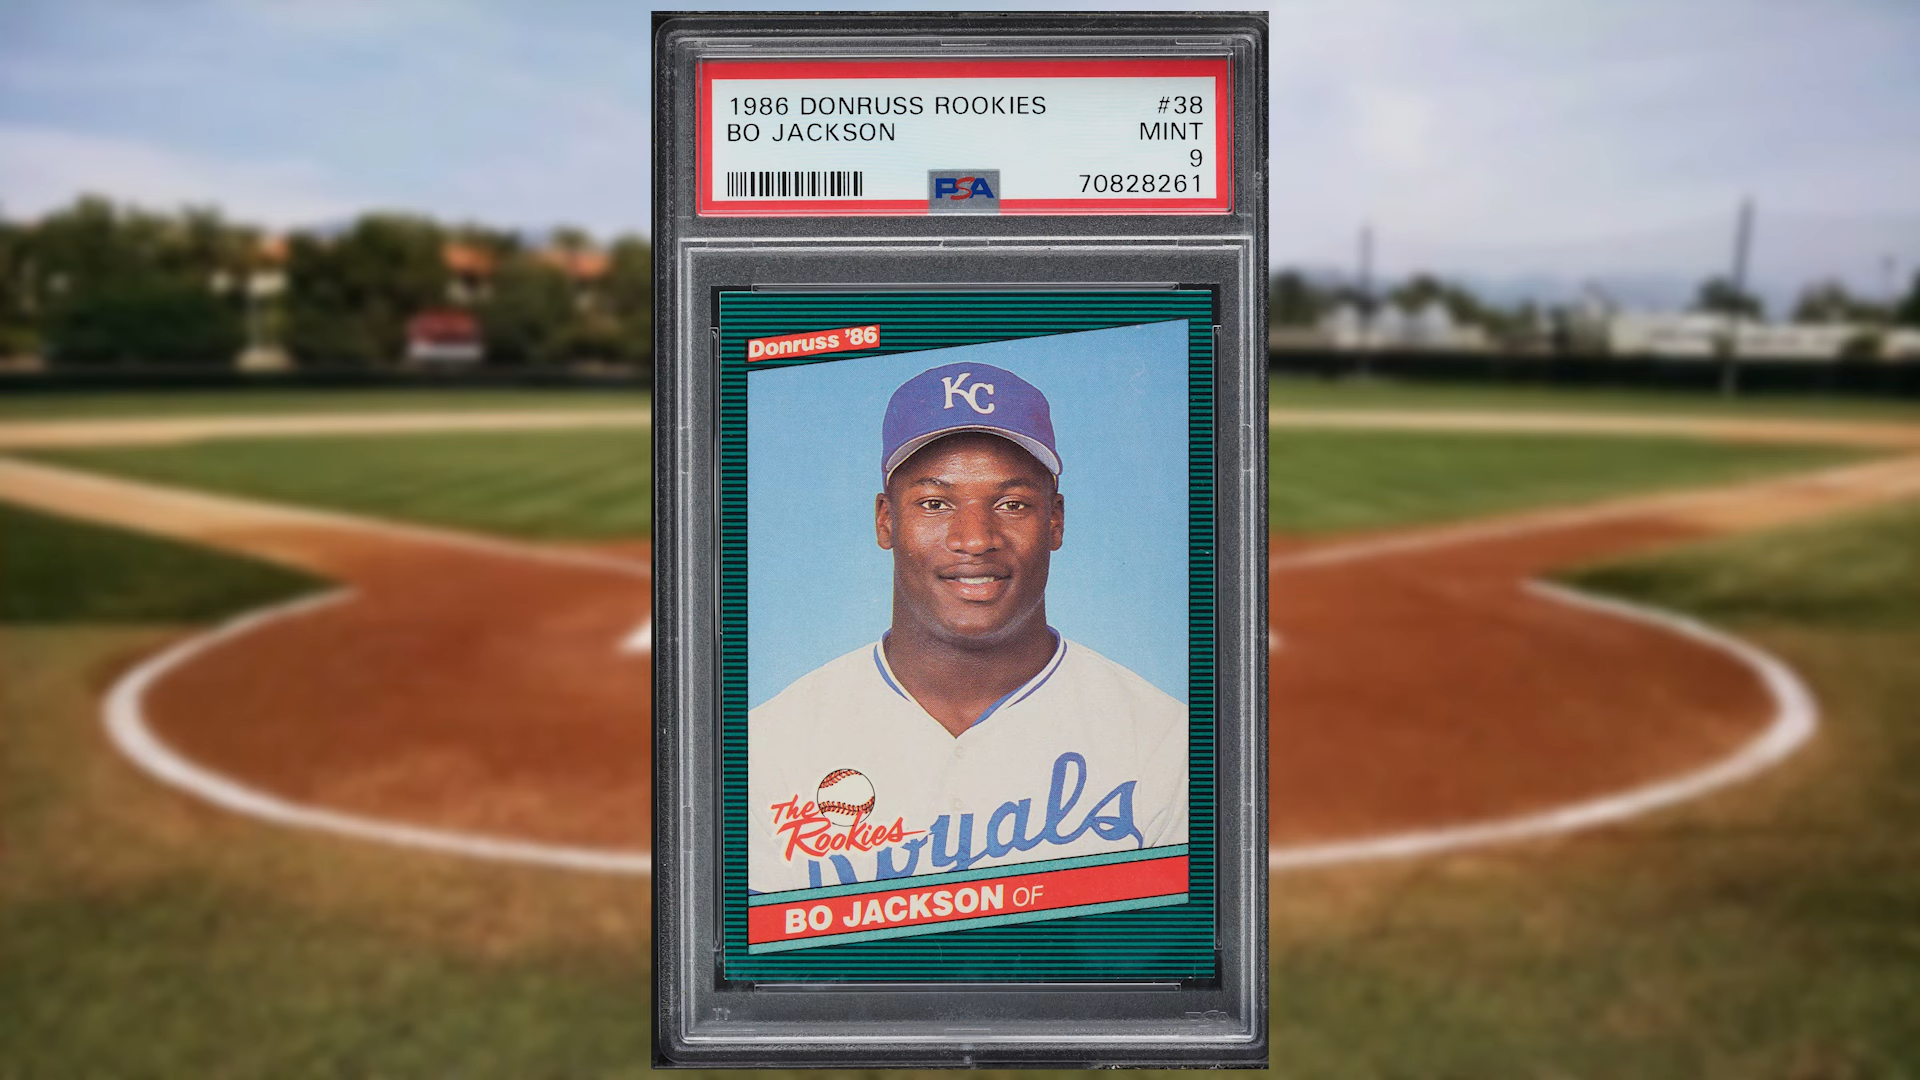 1986 DONRUSS ROOKIES #38
BO JACKSON MINT
9
PSA 70828261
Donruss '86
KC
The
Rookies
Royals
BO JACKSON OF
PSA